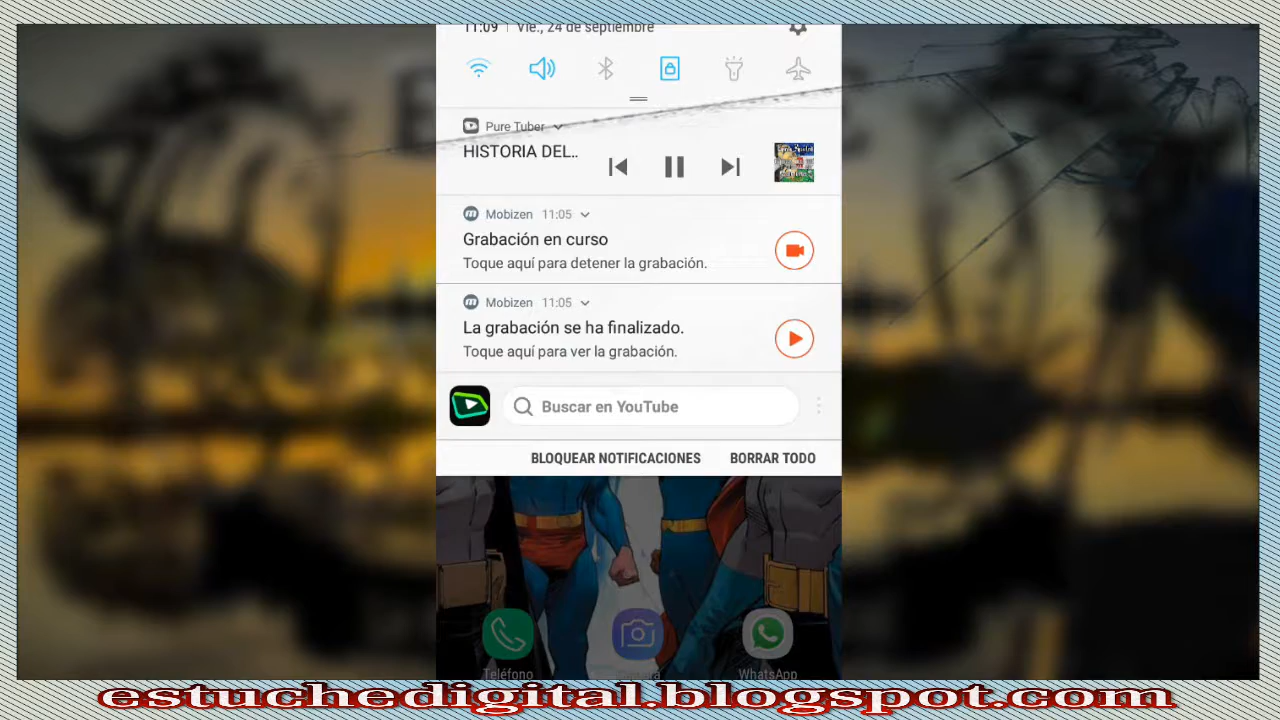 11:09 | Vie., 24 de septiembre
Pure Tuber
HISTORIA DEL..
Mobizen 11:05
Grabación en curso
Toque aquí para detener la grabación.
Mobizen 11:05
La grabación se ha finalizado.
Toque aquí para ver la grabación.
Buscar en YouTube
BLOQUEAR NOTIFICACIONES BORRAR TODO
Teléfono WhatsApp
estuchedigital.blogspot.com